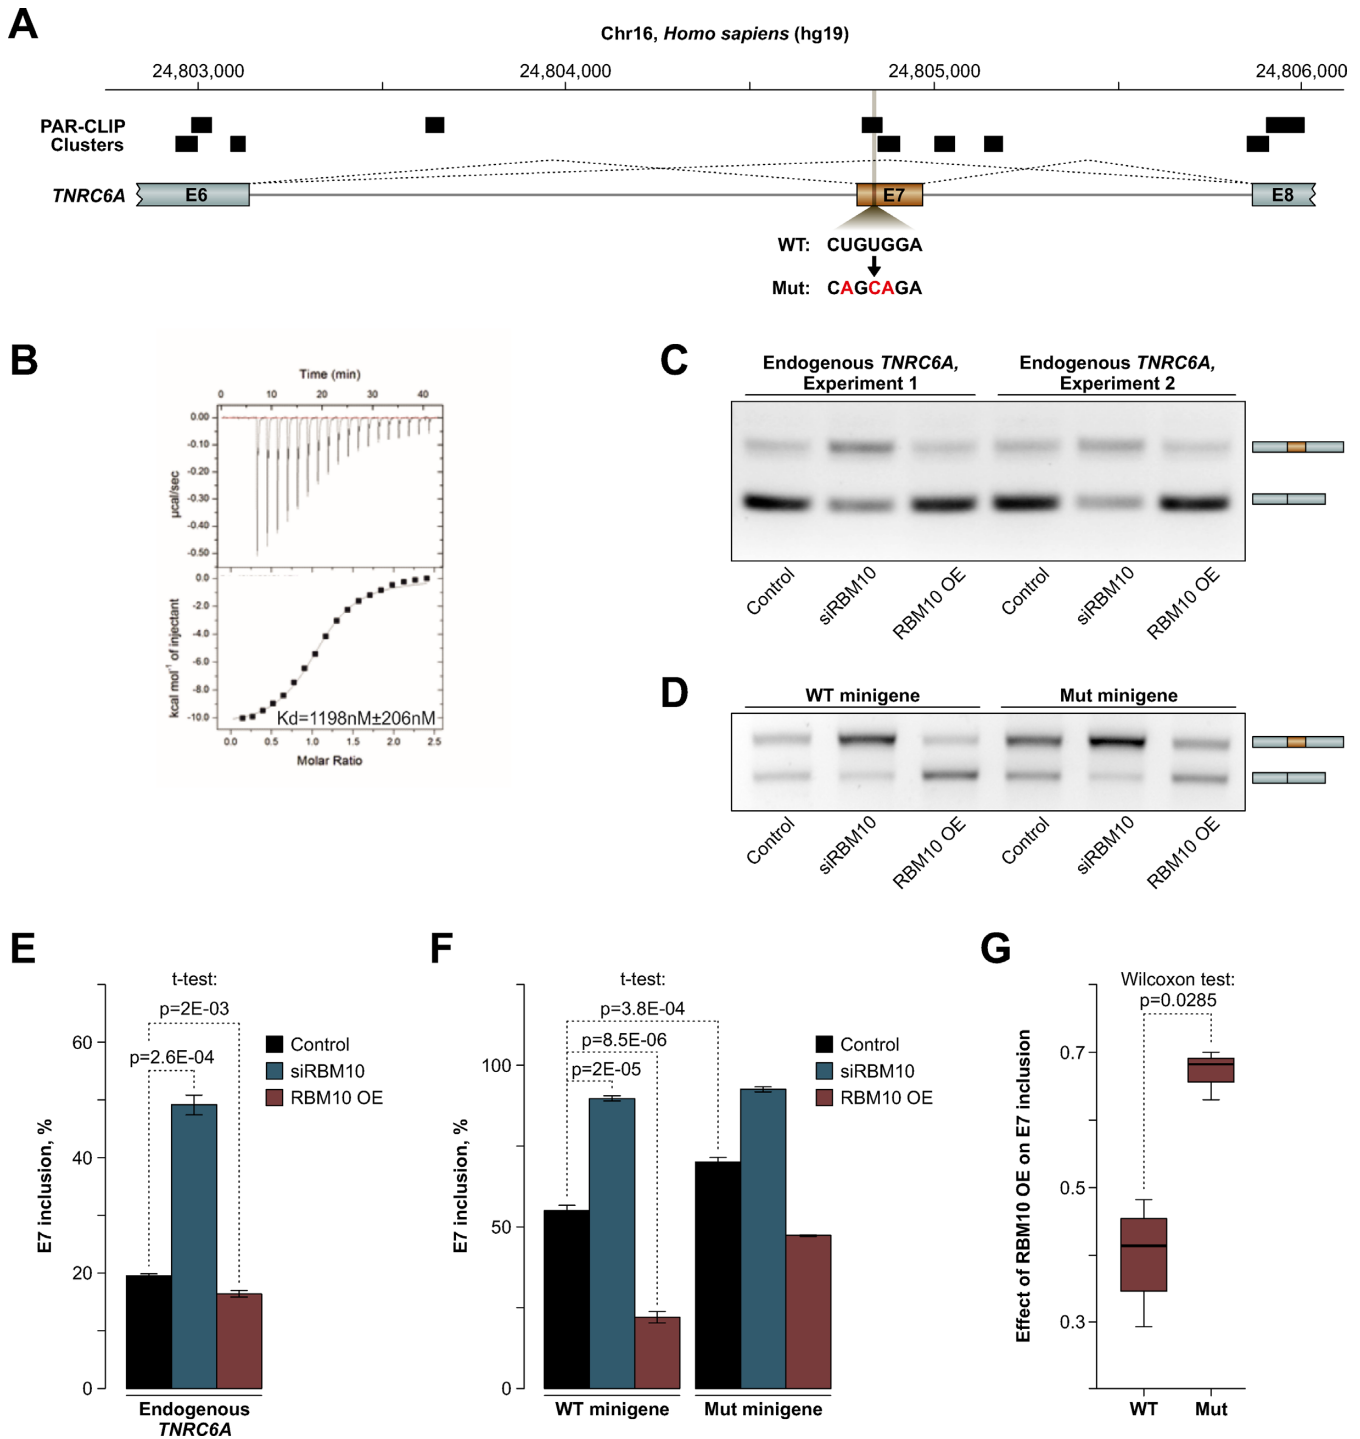 A
Chr16, Homo sapiens (hg19)
24,803,000 24,804,000 24,805,000 24,806,000
PAR-CLIP
Clusters
TNRC6A E6 E7 E8
WT: CUGUGGA
Mut: CAGCAGA
B
Time (min)
0 10 20 30 40
0.00
-0.10
-0.20
-0.30
-0.40
-0.50
µcal/sec
0.0
-2.0
-4.0
-6.0
-8.0
-10.0
kcal mol⁻¹ of injectant
Kd=1198nM±206nM
0.0 0.5 1.0 1.5 2.0 2.5
Molar Ratio
C
Endogenous TNRC6A, Endogenous TNRC6A,
Experiment 1 Experiment 2
Control siRBM10 RBM10 OE Control siRBM10 RBM10 OE
D
WT minigene Mut minigene
Control siRBM10 RBM10 OE Control siRBM10 RBM10 OE
E
t-test:
p=2E-03
p=2.6E-04
Control
siRBM10
RBM10 OE
60
40
20
0
E7 inclusion, %
Endogenous
TNRC6A
F
t-test:
p=3.8E-04
p=8.5E-06
p=2E-05
Control
siRBM10
RBM10 OE
100
50
0
E7 inclusion, %
WT minigene Mut minigene
G
Wilcoxon test:
p=0.0285
0.7
0.5
0.3
Effect of RBM10 OE on E7 inclusion
WT Mut